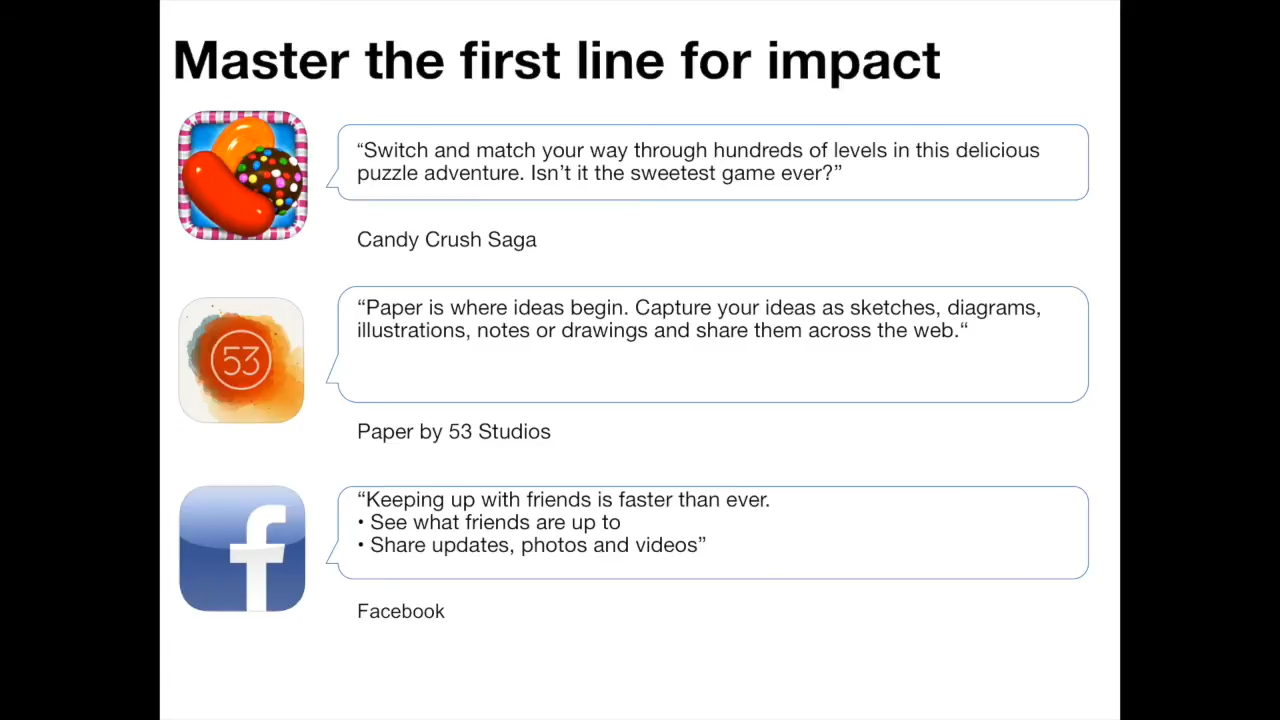 Master the first line for impact
“Switch and match your way through hundreds of levels in this delicious
puzzle adventure. Isn’t it the sweetest game ever?”
Candy Crush Saga
“Paper is where ideas begin. Capture your ideas as sketches, diagrams,
illustrations, notes or drawings and share them across the web.“
53
Paper by 53 Studios
“Keeping up with friends is faster than ever.
• See what friends are up to
• Share updates, photos and videos”
f
Facebook